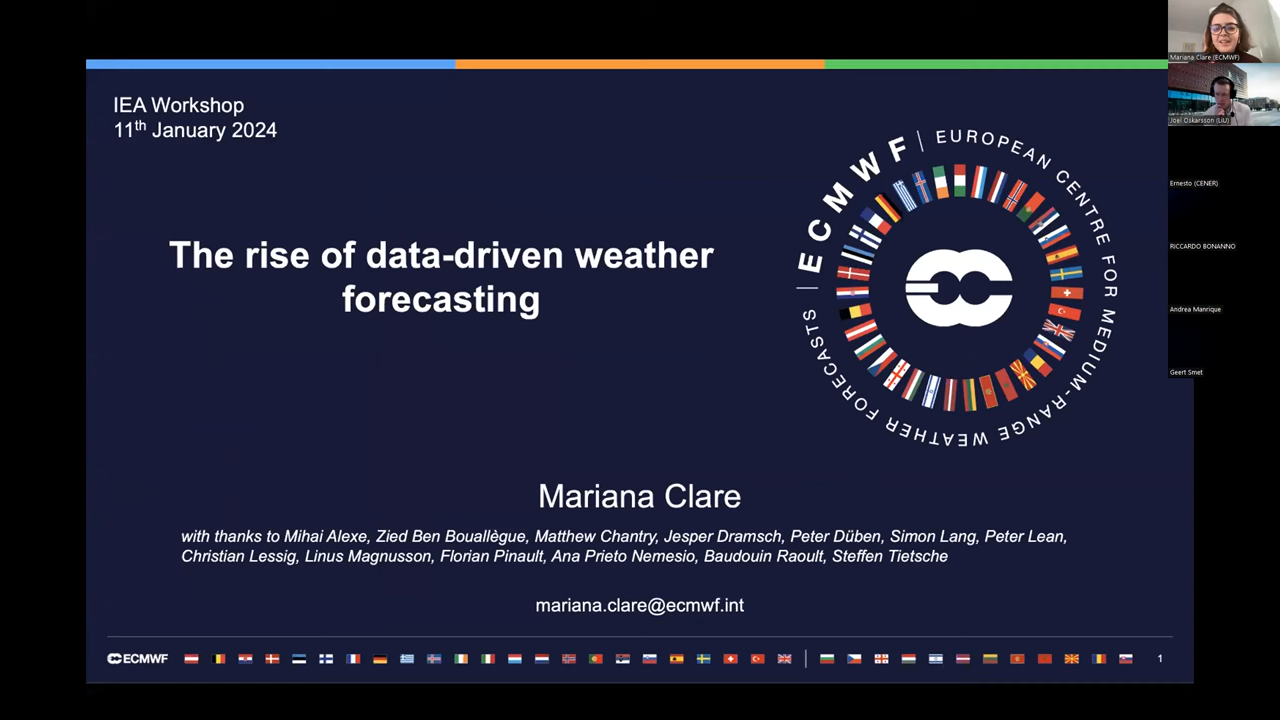 IEA Workshop
11th January 2024
The rise of data-driven weather
forecasting
ECMWF | EUROPEAN CENTRE FOR MEDIUM-RANGE WEATHER FORECASTS |
Mariana Clare
with thanks to Mihai Alexe, Zied Ben Bouallègue, Matthew Chantry, Jesper Dramsch, Peter Düben, Simon Lang, Peter Lean,
Christian Lessig, Linus Magnusson, Florian Pinault, Ana Prieto Nemesio, Baudouin Raoult, Steffen Tietsche
mariana.clare@ecmwf.int
ECMWF
1
Mariana Clare (ECMWF)
Joel Oskarsson (LiU)
Ernesto (CENER)
RICCARDO BONANNO
Andrea Manrique
Geert Smet